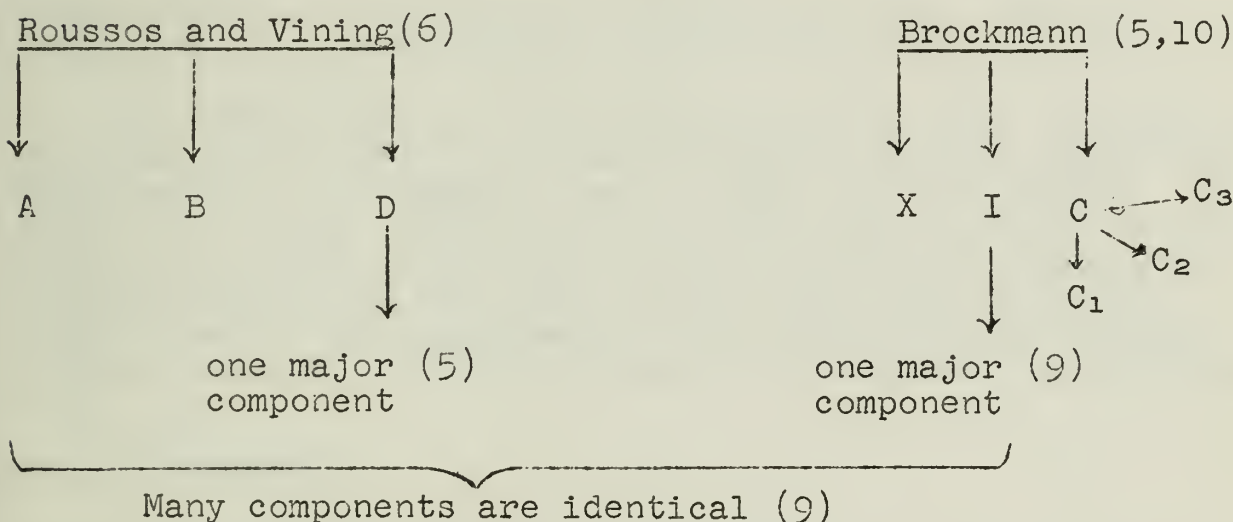 Roussos and Vining(6) Brockmann (5,10)
A B D X I C C3
C2
C1
one major (5) one major (9)
component component
Many components are identical (9)